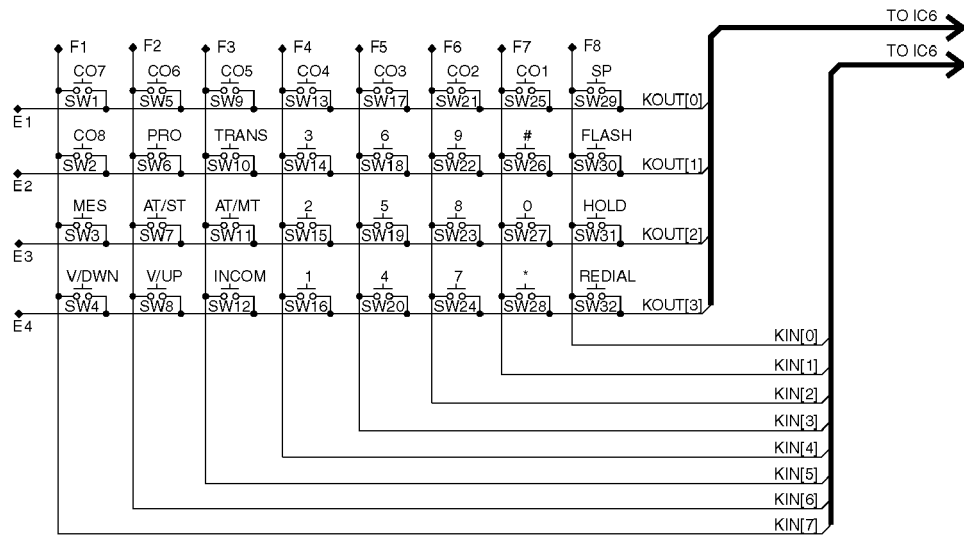 TO IC6
TO IC6
F1 F2 F3 F4 F5 F6 F7 F8
CO7 CO6 CO5 CO4 CO3 CO2 CO1 SP
SW1 SW5 SW9 SW13 SW17 SW21 SW25 SW29 KOUT[0]
E1
CO8 PRO TRANS 3 6 9 # FLASH
SW2 SW6 SW10 SW14 SW18 SW22 SW26 SW30 KOUT[1]
E2
MES AT/ST AT/MT 2 5 8 0 HOLD
SW3 SW7 SW11 SW15 SW19 SW23 SW27 SW31 KOUT[2]
E3
V/DWN V/UP INCOM 1 4 7 * REDIAL
SW4 SW8 SW12 SW16 SW20 SW24 SW28 SW32 KOUT[3]
E4
KIN[0]
KIN[1]
KIN[2]
KIN[3]
KIN[4]
KIN[5]
KIN[6]
KIN[7]